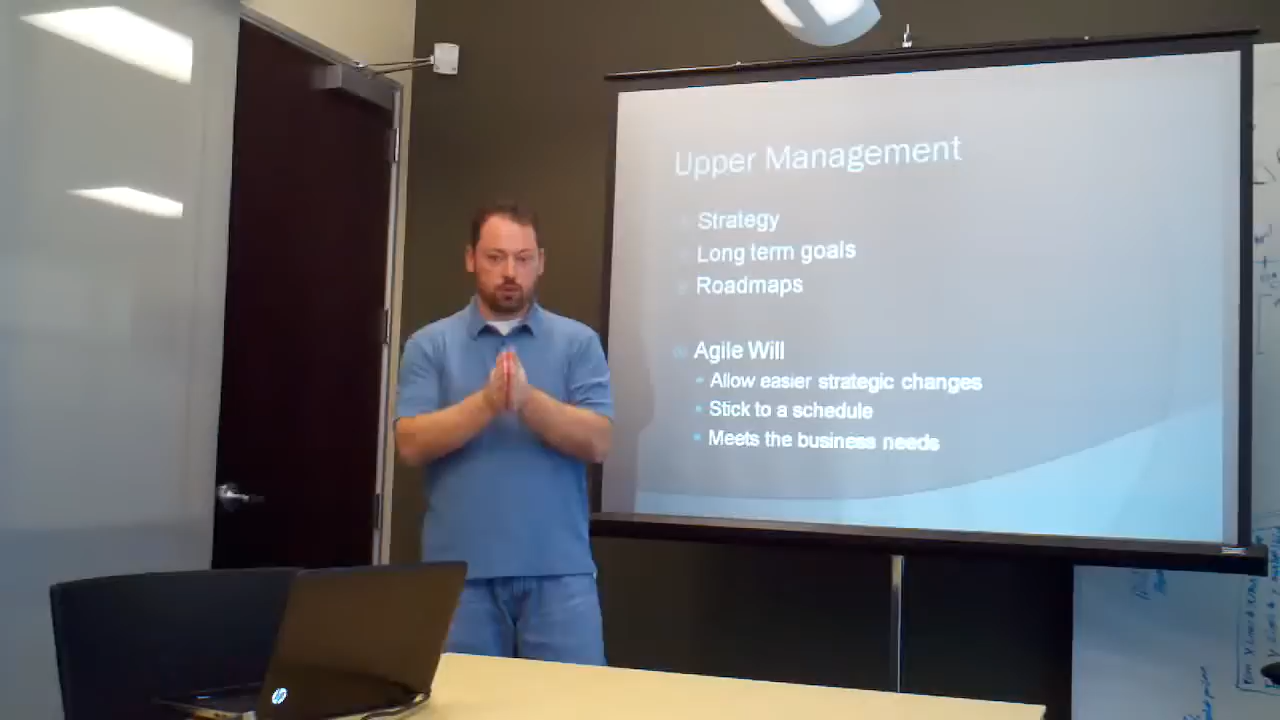 Upper Management
Strategy
Long term goals
Roadmaps
Agile Will
Allow easier strategic changes
Stick to a schedule
Meets the business needs
hp